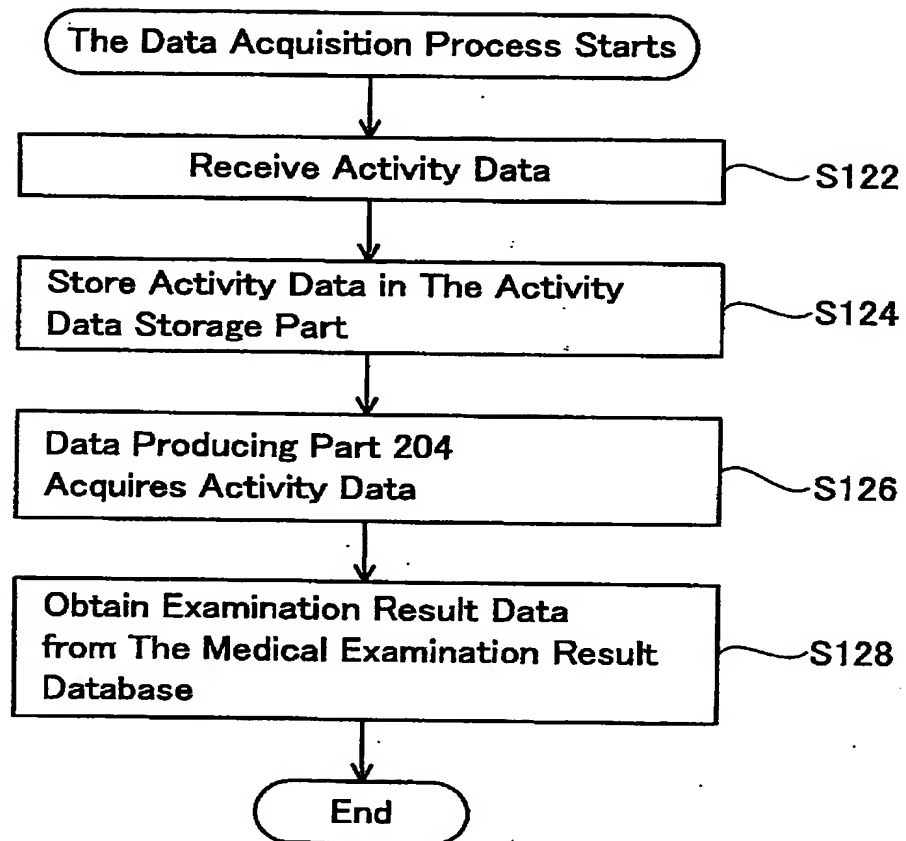 The Data Acquisition Process Starts
Receive Activity Data
S122
Store Activity Data in The Activity
Data Storage Part
S124
Data Producing Part 204
Acquires Activity Data
S126
Obtain Examination Result Data
from The Medical Examination Result
Database
S128
End